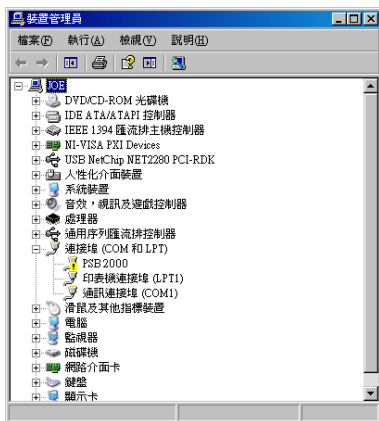 裝置管理員
檔案(F) 執行(A) 檢視(V) 說明(H)
JOE
DVD/CD-ROM 光碟機
IDE ATA/ATAPI 控制器
IEEE 1394 匯流排主機控制器
NI-VISA PXI Devices
USB NetChip NET2280 PCI-RDK
人性化介面裝置
系統裝置
音效，視訊及遊戲控制器
處理器
通用序列匯流排控制器
連接埠 (COM 和 LPT)
PSB2000
印表機連接埠 (LPT1)
通訊連接埠 (COM1)
滑鼠及其他指標裝置
電腦
監視器
磁碟機
網路介面卡
鍵盤
顯示卡